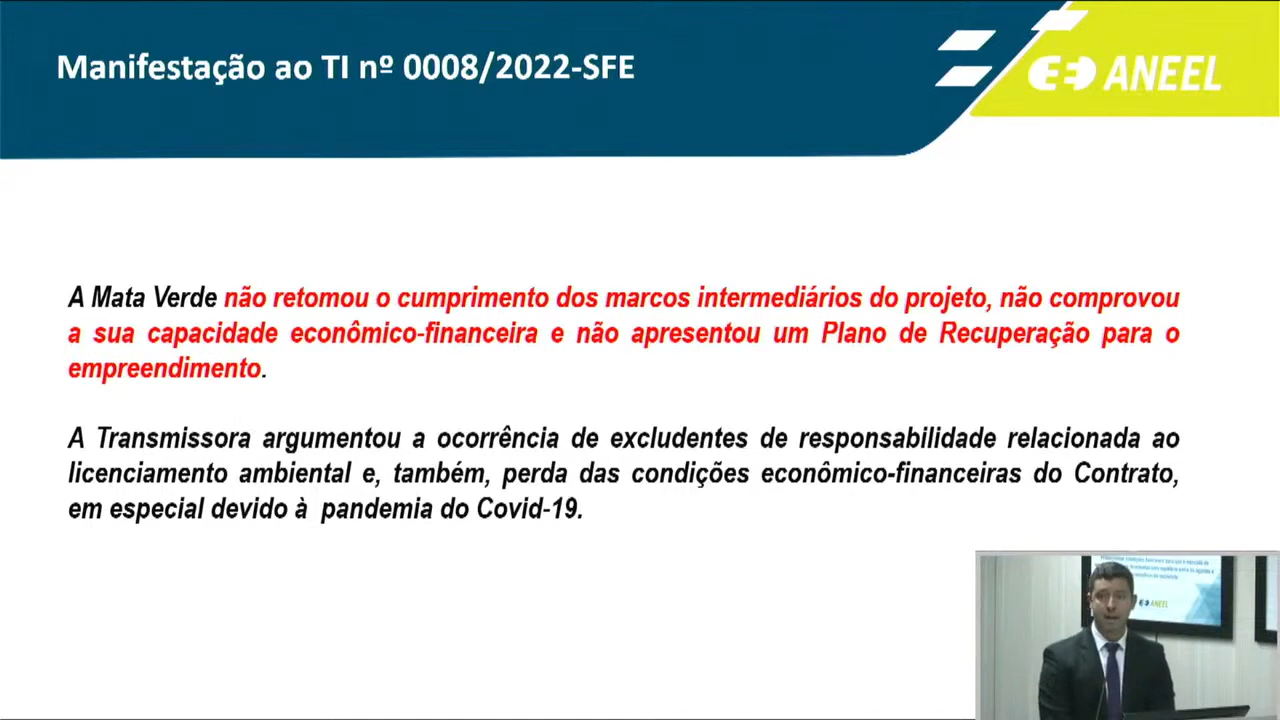 Manifestação ao TI nº 0008/2022-SFE
ANEEL
A Mata Verde não retomou o cumprimento dos marcos intermediários do projeto, não comprovou
a sua capacidade econômico-financeira e não apresentou um Plano de Recuperação para o
empreendimento.
A Transmissora argumentou a ocorrência de excludentes de responsabilidade relacionada ao
licenciamento ambiental e, também, perda das condições econômico-financeiras do Contrato,
em especial devido à pandemia do Covid-19.
ANEEL